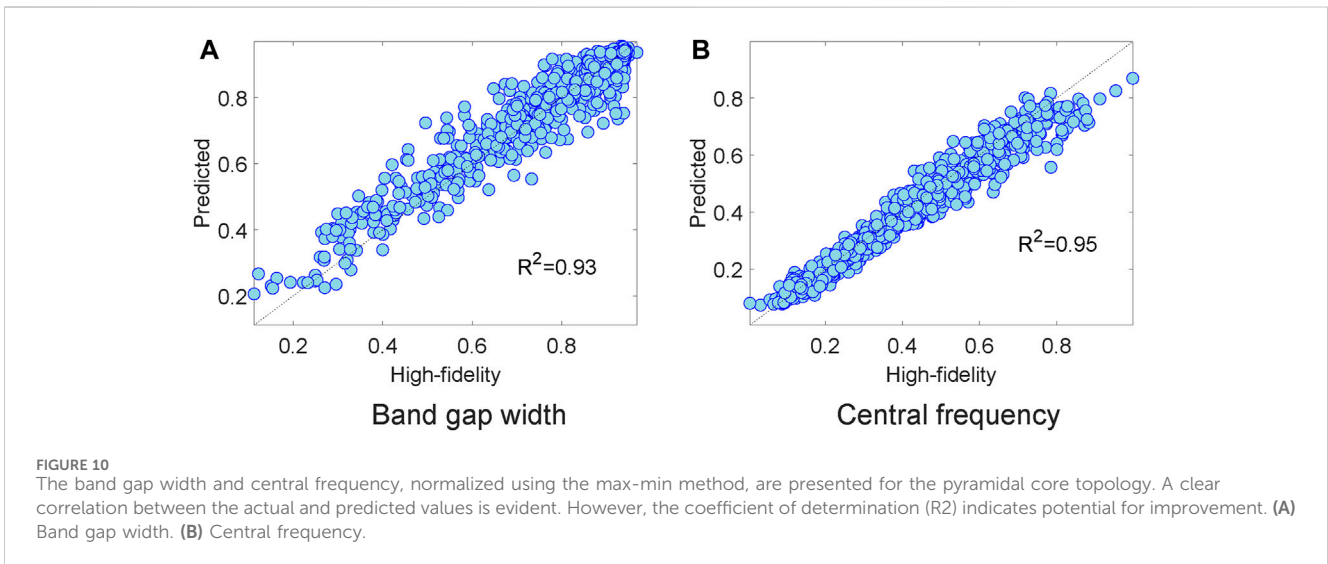 A
0.8
0.6
0.4
0.2
Predicted
0.2 0.4 0.6 0.8
High-fidelity
R²=0.93
Band gap width
B
0.8
0.6
0.4
0.2
Predicted
0.2 0.4 0.6 0.8
High-fidelity
R²=0.95
Central frequency
FIGURE 10
The band gap width and central frequency, normalized using the max-min method, are presented for the pyramidal core topology. A clear
correlation between the actual and predicted values is evident. However, the coefficient of determination (R2) indicates potential for improvement. (A)
Band gap width. (B) Central frequency.